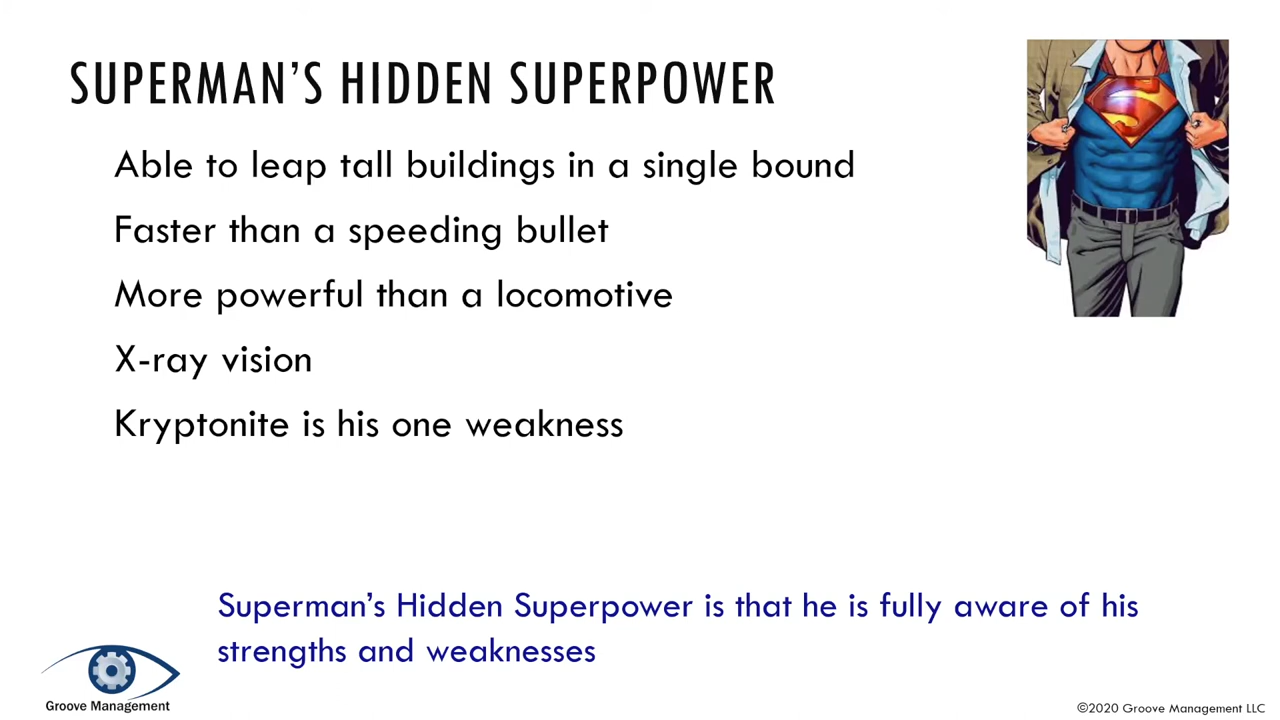 SUPERMAN'S HIDDEN SUPERPOWER
Able to leap tall buildings in a single bound
Faster than a speeding bullet
More powerful than a locomotive
X-ray vision
Kryptonite is his one weakness
Superman's Hidden Superpower is that he is fully aware of his
strengths and weaknesses
Groove Management
©2020 Groove Management LLC